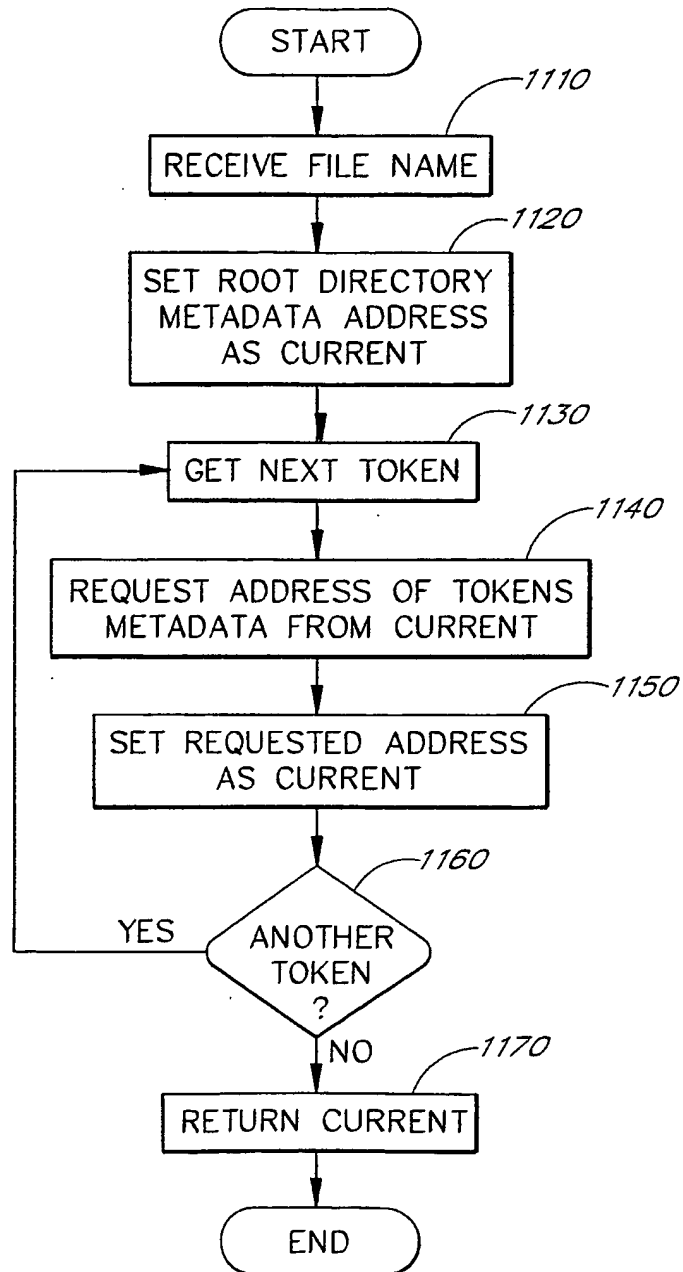 START
1110
RECEIVE FILE NAME
1120
SET ROOT DIRECTORY
METADATA ADDRESS
AS CURRENT
1130
GET NEXT TOKEN
1140
REQUEST ADDRESS OF TOKENS
METADATA FROM CURRENT
1150
SET REQUESTED ADDRESS
AS CURRENT
1160
YES
ANOTHER
TOKEN
?
NO
1170
RETURN CURRENT
END